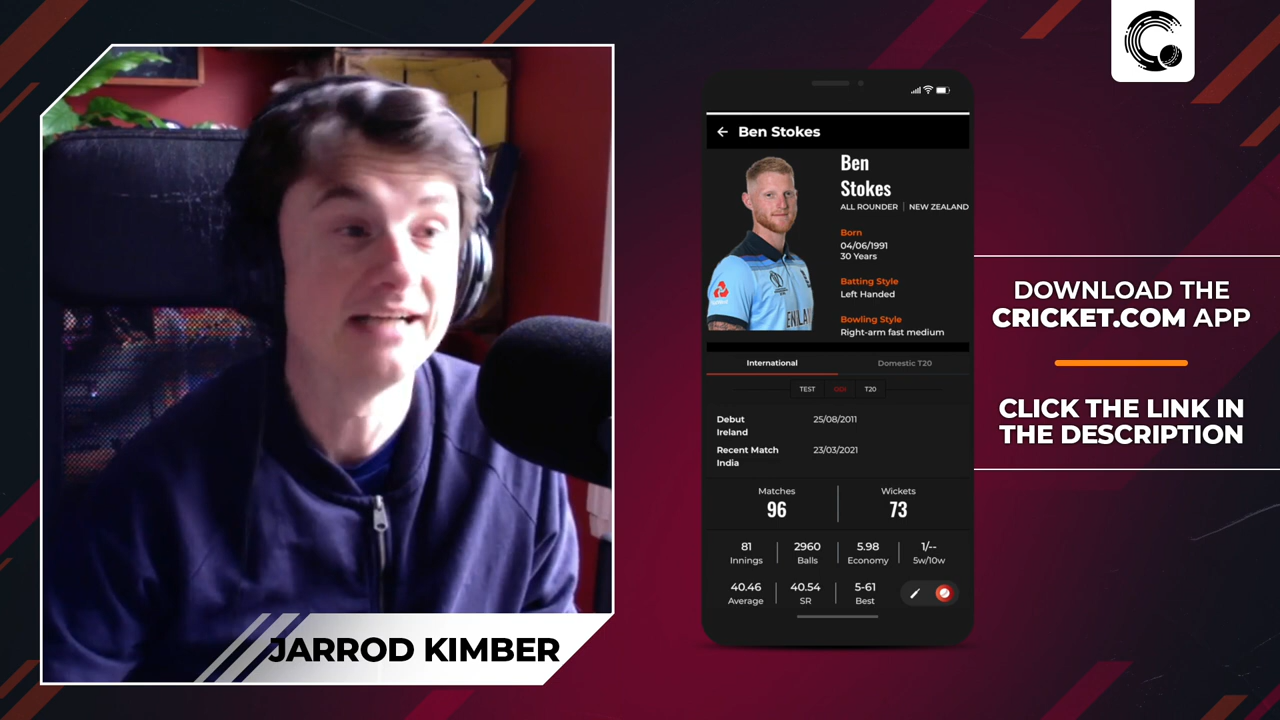 JARROD KIMBER
Ben Stokes
Ben
Stokes
ALL ROUNDER NEW ZEALAND
Born
04/06/1991
30 Years
Batting Style
Left Handed
Bowling Style
Right-arm fast medium
International Domestic T20
TEST ODI T20
Debut 25/08/2011
Ireland
Recent Match 23/03/2021
India
Matches Wickets
96 73
81 2960 5.98 1/--
Innings Balls Economy 5w/10w
40.46 40.54 5-61
Average SR Best
DOWNLOAD THE
CRICKET.COM APP
CLICK THE LINK IN
THE DESCRIPTION